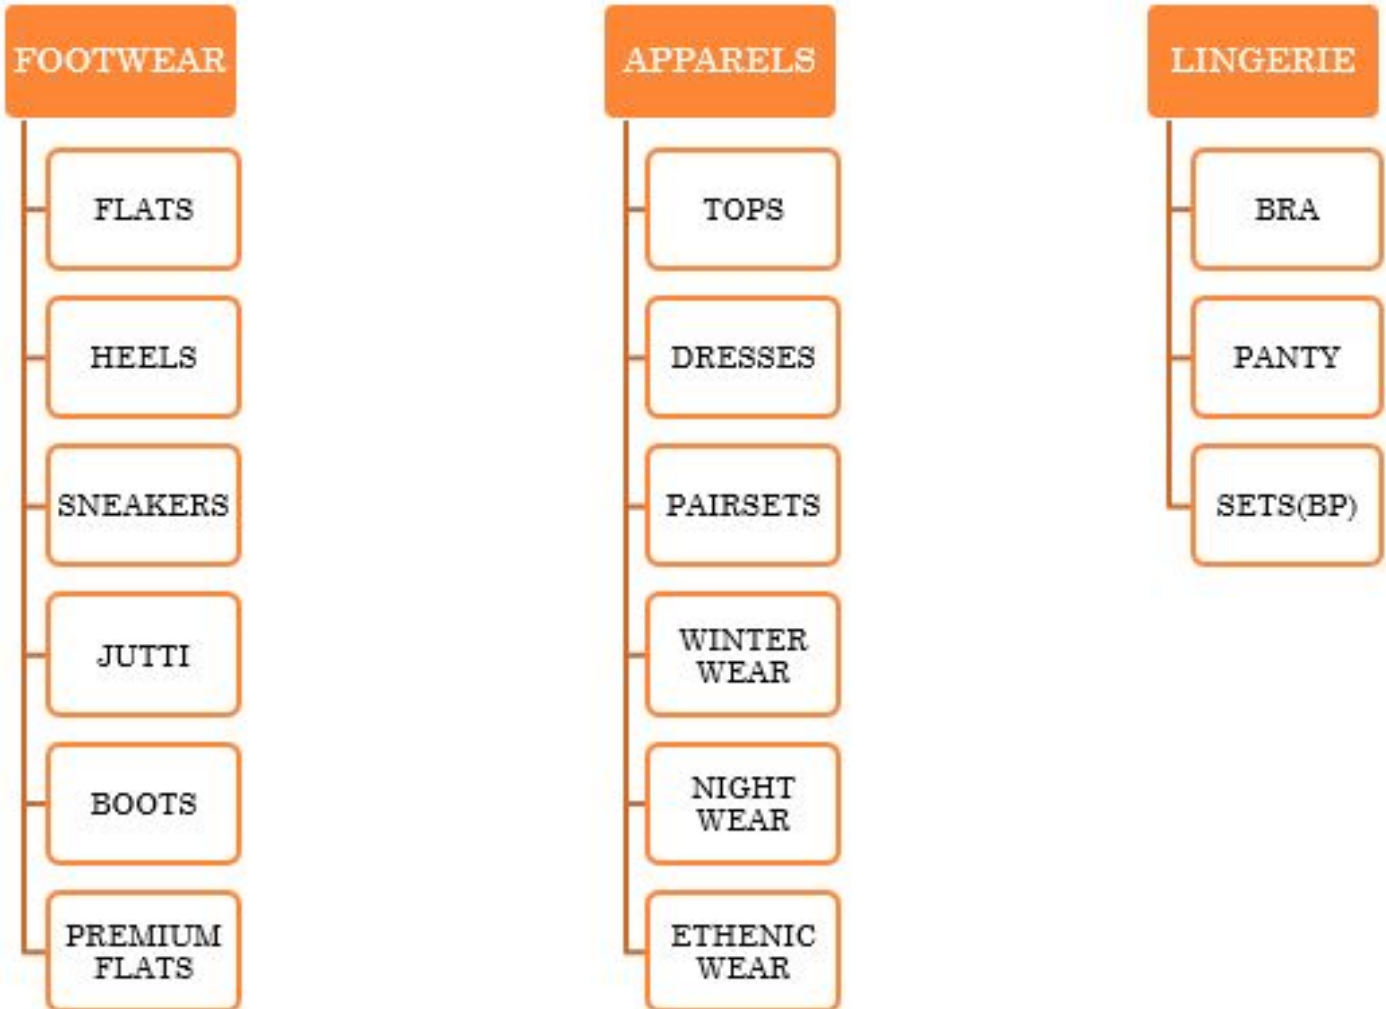 FOOTWEAR
FLATS
HEELS
SNEAKERS
JUTTI
BOOTS
PREMIUM
FLATS
APPARELS
TOPS
DRESSES
PAIRSETS
WINTER
WEAR
NIGHT
WEAR
ETHENIC
WEAR
LINGERIE
BRA
PANTY
SETS(BP)